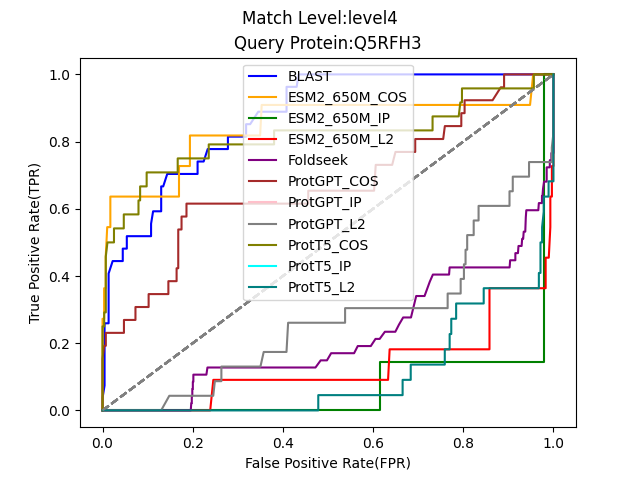 Match Level:level4
Query Protein:Q5RFH3
True Positive Rate(TPR)
1.0
0.8
0.6
0.4
0.2
0.0
BLAST
ESM2_650M_COS
ESM2_650M_IP
ESM2_650M_L2
Foldseek
ProtGPT_COS
ProtGPT_IP
ProtGPT_L2
ProtT5_COS
ProtT5_IP
ProtT5_L2
0.0 0.2 0.4 0.6 0.8 1.0
False Positive Rate(FPR)